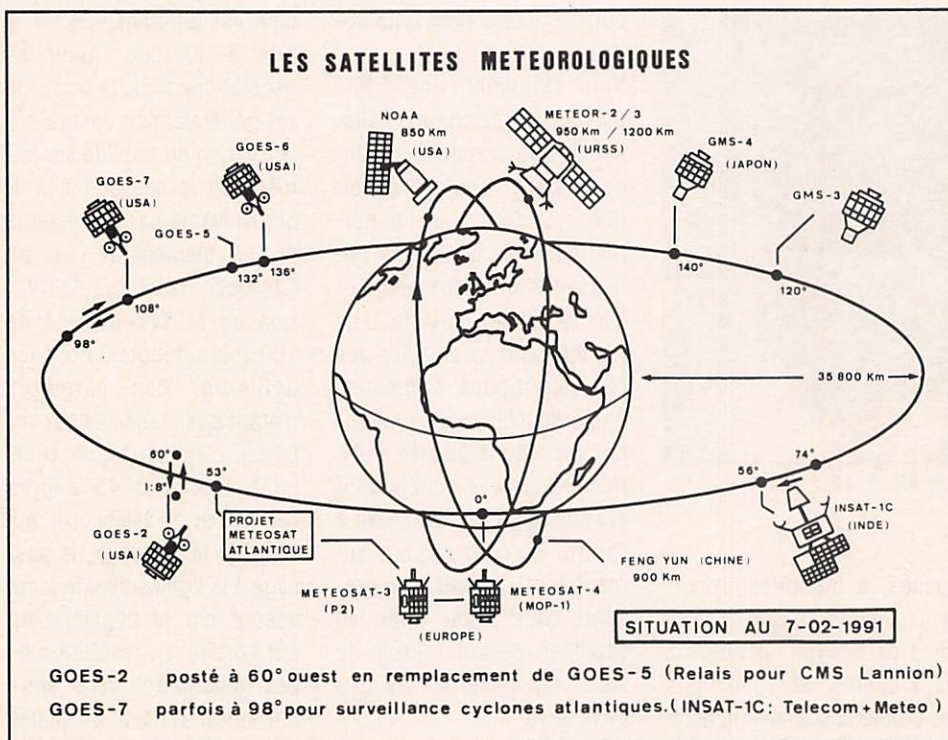 LES SATELLITES METEOROLOGIQUES
NOAA
850 Km
(USA)
METEOR-2/3
950 Km / 1200 Km
(URSS)
GMS-4
(JAPON)
GMS-3
GOES-6
(USA)
GOES-7
(USA)
GOES-5
132°
136°
108°
98°
140°
120°
35 800 Km
60°
1:8°
53°
0°
56°
74°
GOES-2
(USA)
PROJET
METEOSAT
ATLANTIQUE
INSAT-1C
(INDE)
FENG YUN (CHINE)
900 Km
METEOSAT-3
(P2)
METEOSAT-4
(MOP-1)
(EUROPE)
SITUATION AU 7-02-1991
GOES-2 posté à 60° ouest en remplacement de GOES-5 (Relais pour CMS Lannion)
GOES-7 parfois à 98° pour surveillance cyclones atlantiques. (INSAT-1C: Telecom+Meteo)